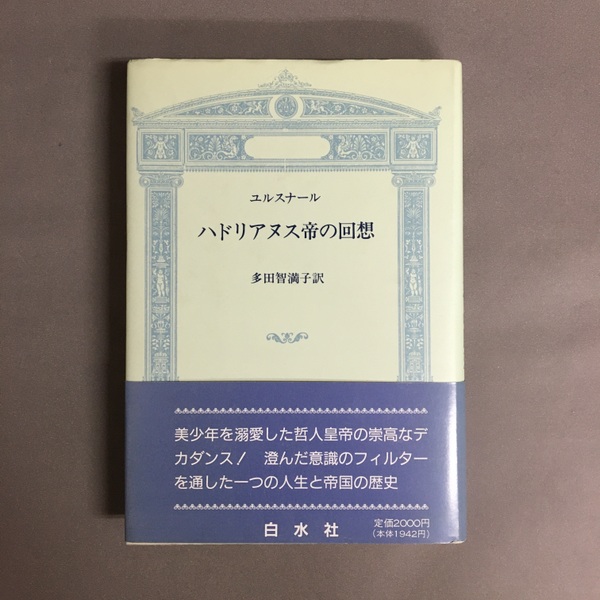 ユルスナール
ハドリアヌス帝の回想
多田智満子訳
美少年を溺愛した哲人皇帝の崇高なデ
カダンス！ 澄んだ意識のフィルター
を通した一つの人生と帝国の歴史
白水社
定価2000円
(本体1942円)